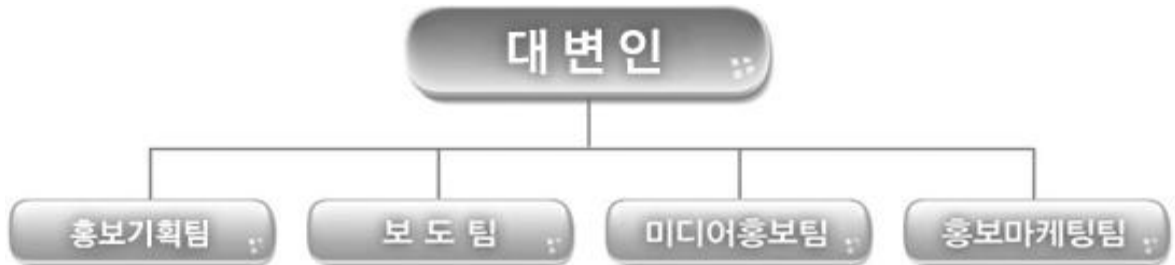 대 변 인
홍보기획팀
보 도 팀
미디어홍보팀
홍보마케팅팀